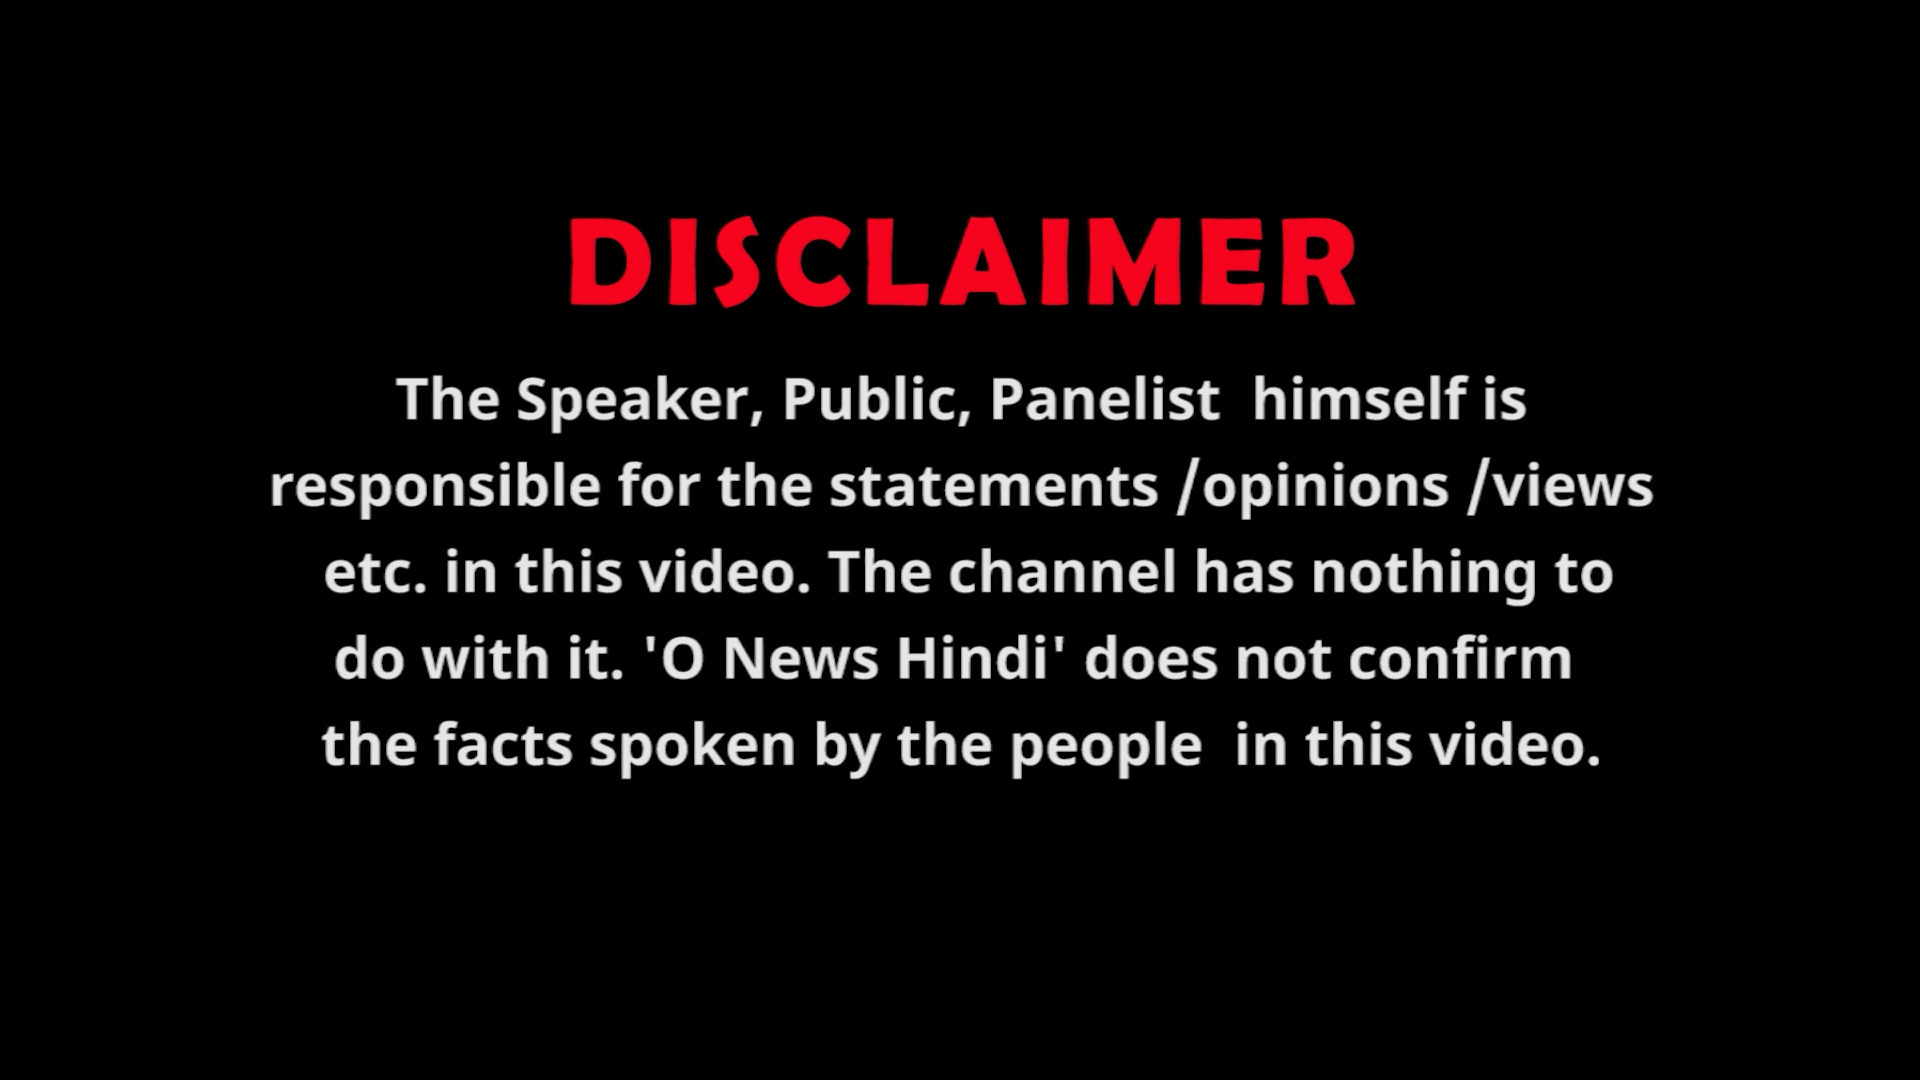 DISCLAIMER
The Speaker, Public, Panelist  himself is
responsible for the statements /opinions /views
etc. in this video. The channel has nothing to
do with it. 'O News Hindi' does not confirm
the facts spoken by the people  in this video.